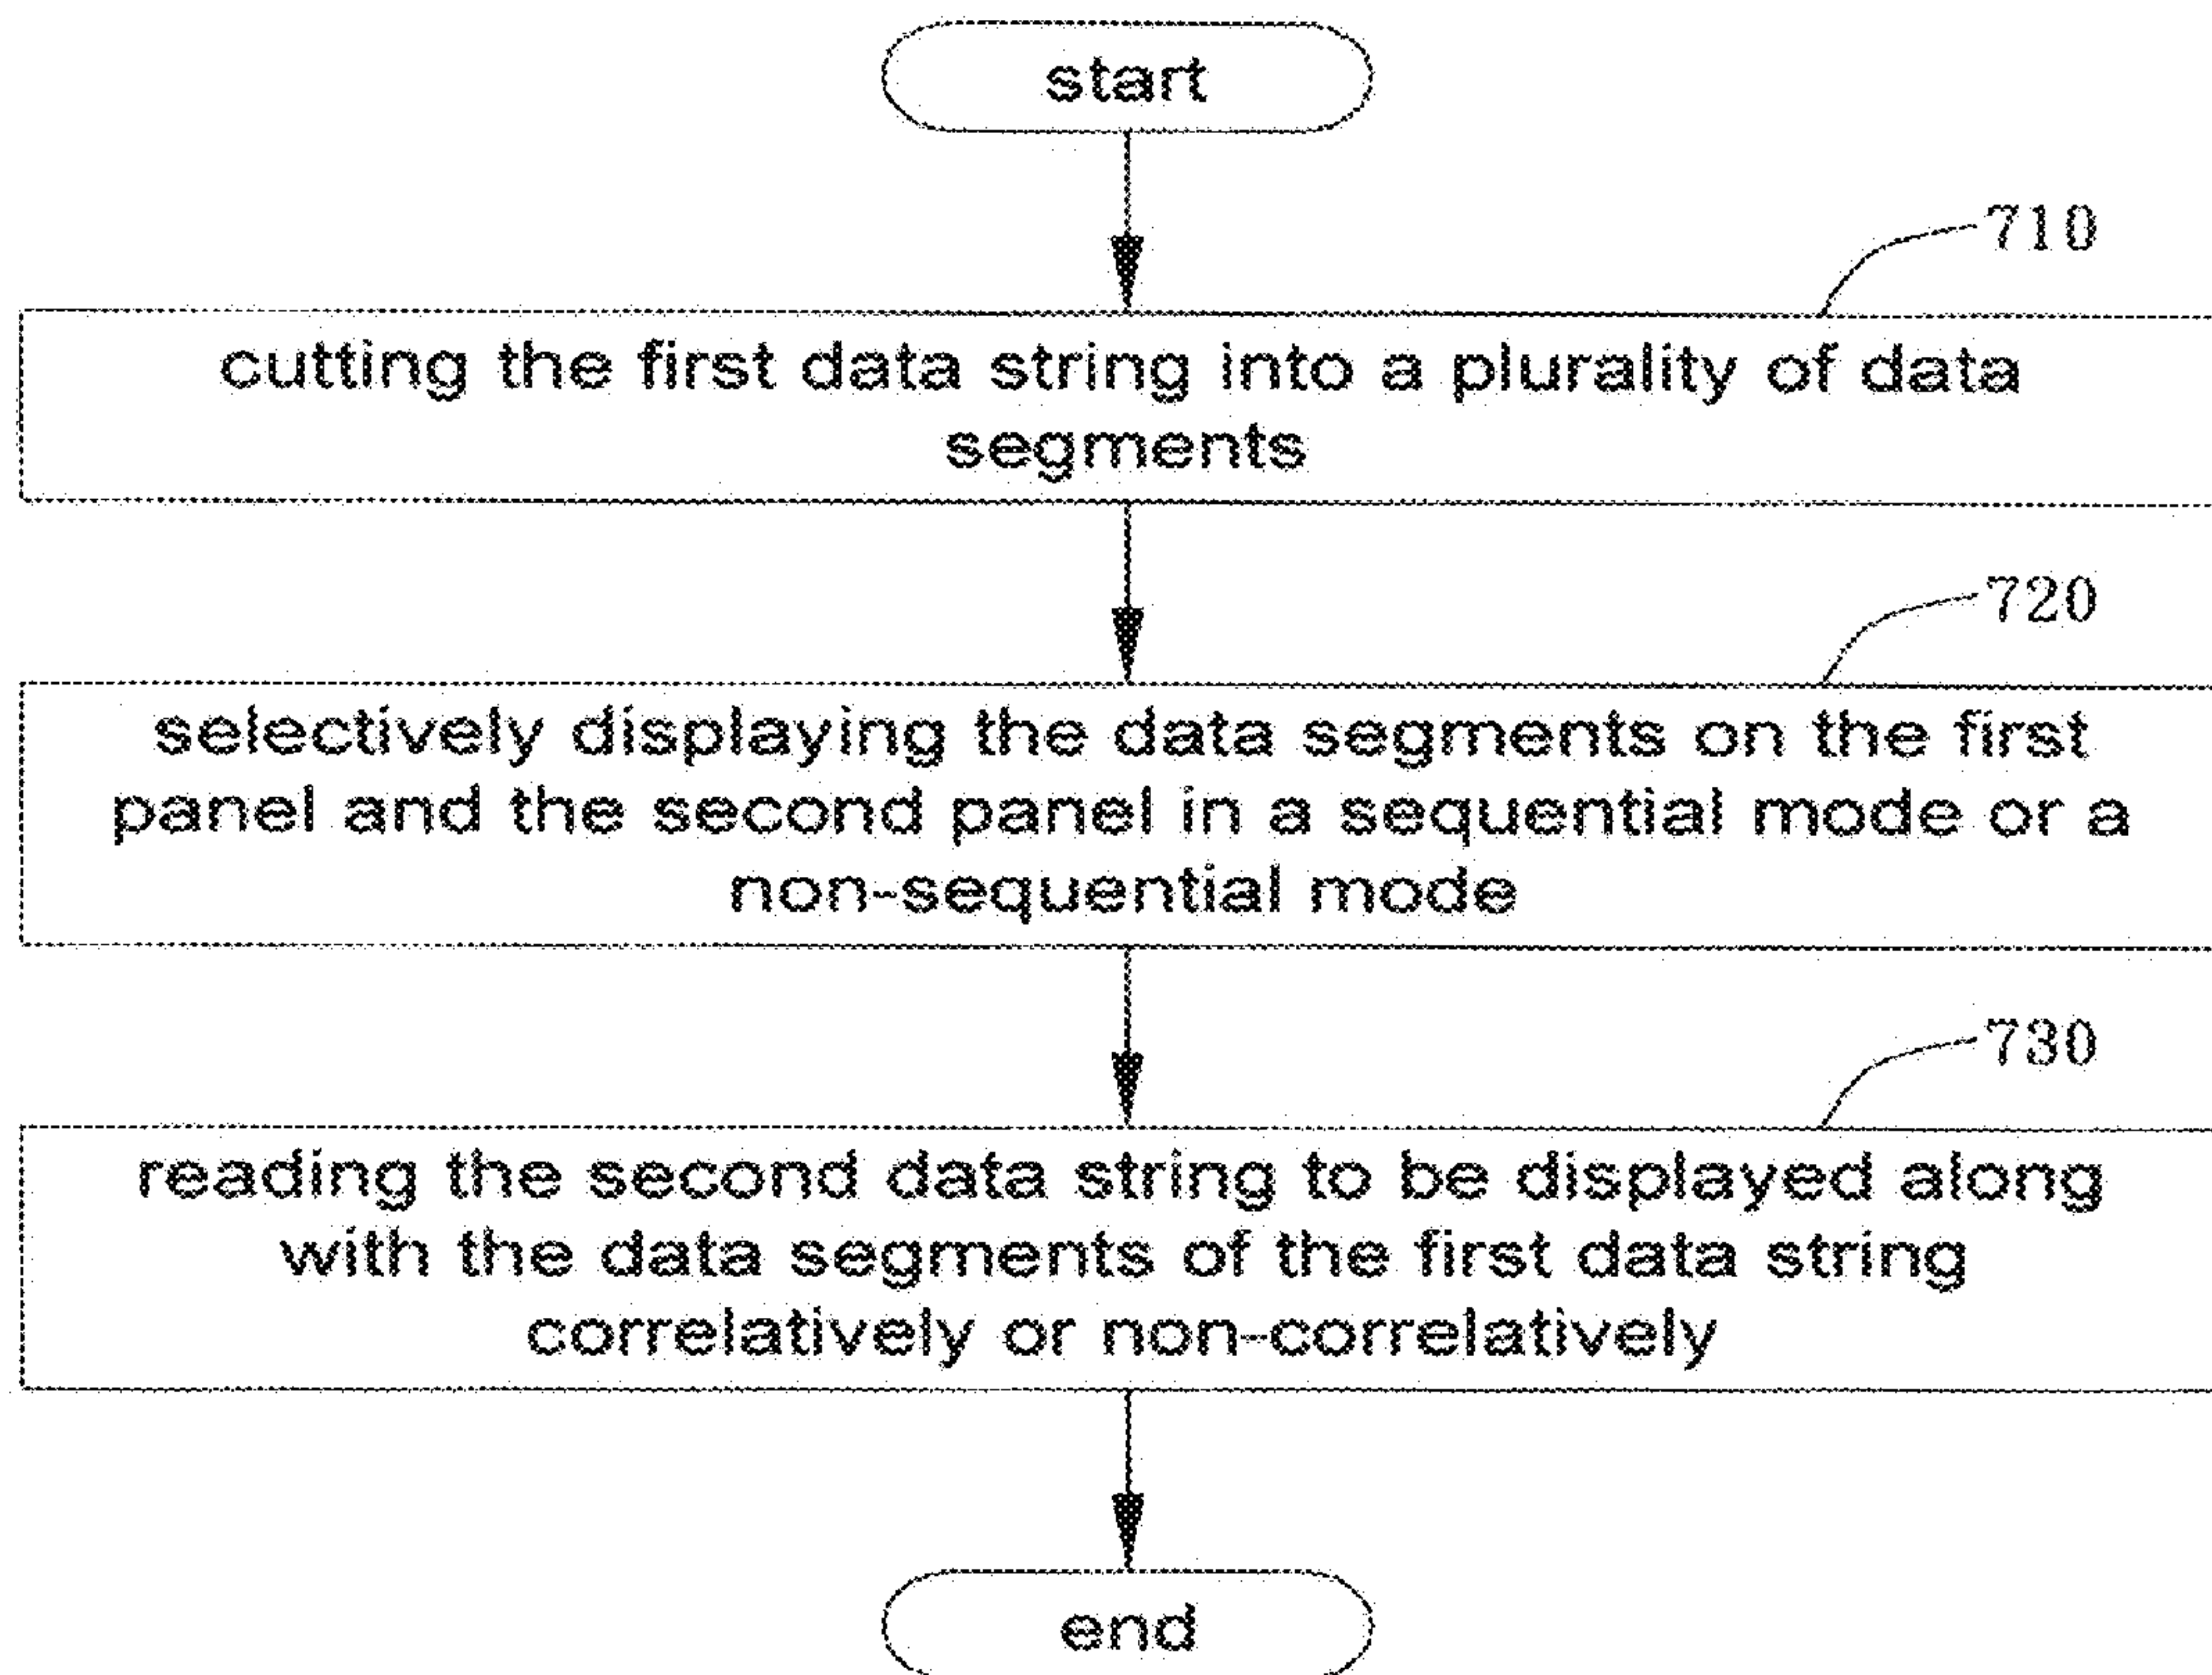 start
710
cutting the first data string into a plurality of data
segments
720
selectively displaying the data segments on the first
panel and the second panel in a sequential mode or a
non-sequential mode
730
reading the second data string to be displayed along
with the data segments of the first data string
correlatively or non-correlatively
end